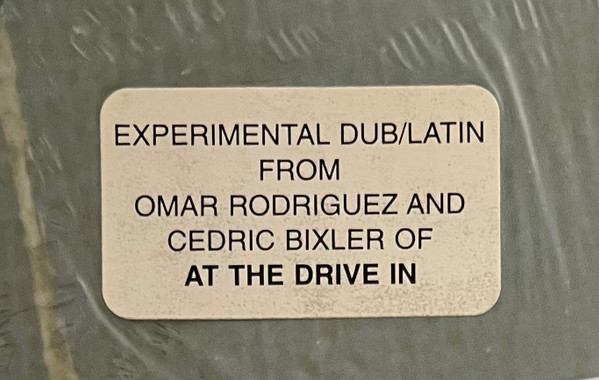 EXPERIMENTAL DUB/LATIN
FROM
OMAR RODRIGUEZ AND
CEDRIC BIXLER OF
AT THE DRIVE IN